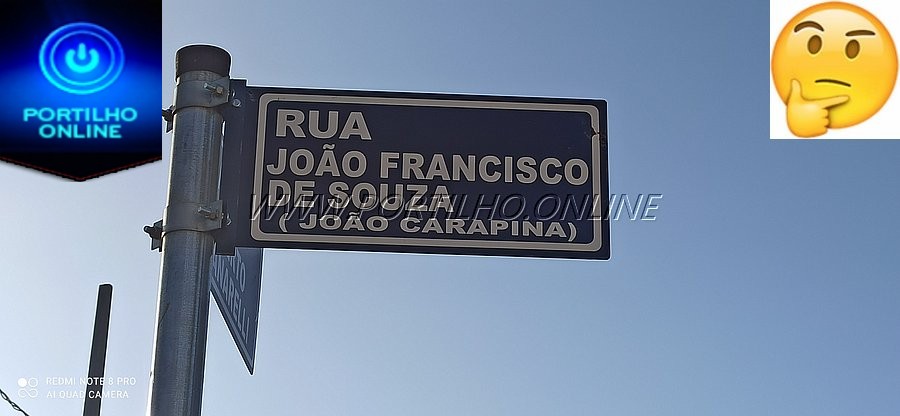 PORTILHO
ONLINE
RUA
JOÃO FRANCISCO
DE SOUZA
( JOÃO CARAPINA)
WWW.PORTILHO.ONLINE
REDMI NOTE 8 PRO
AI QUAD CAMERA